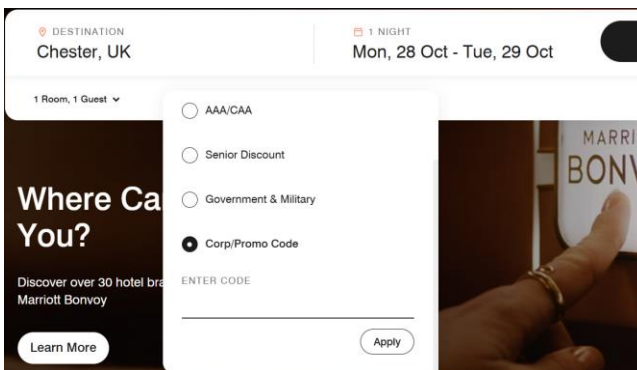 DESTINATION
Chester, UK
1 NIGHT
Mon, 28 Oct - Tue, 29 Oct
1 Room, 1 Guest
AAA/CAA
Senior Discount
Government & Military
Corp/Promo Code
ENTER CODE
Apply
Where Ca
You?
Discover over 30 hotel bra
Marriott Bonvoy
Learn More
MARRI
BONV